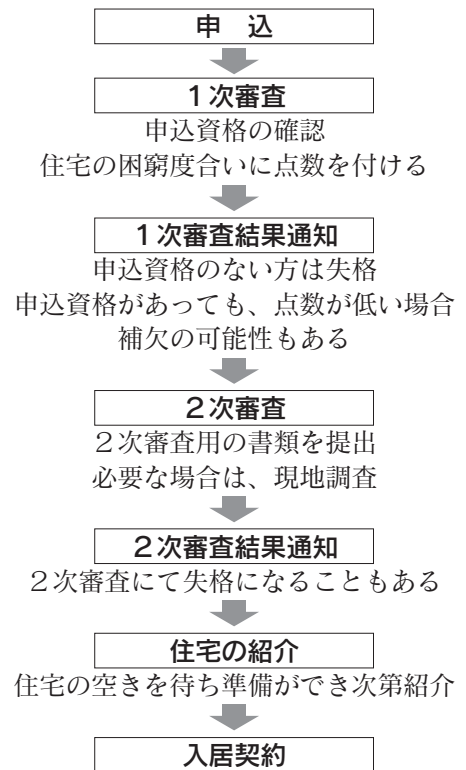 申　込
１次審査
申込資格の確認
住宅の困窮度合いに点数を付ける
１次審査結果通知
申込資格のない方は失格
申込資格があっても、点数が低い場合
補欠の可能性もある
２次審査
２次審査用の書類を提出
必要な場合は、現地調査
２次審査結果通知
２次審査にて失格になることもある
住宅の紹介
住宅の空きを待ち準備ができ次第紹介
入居契約